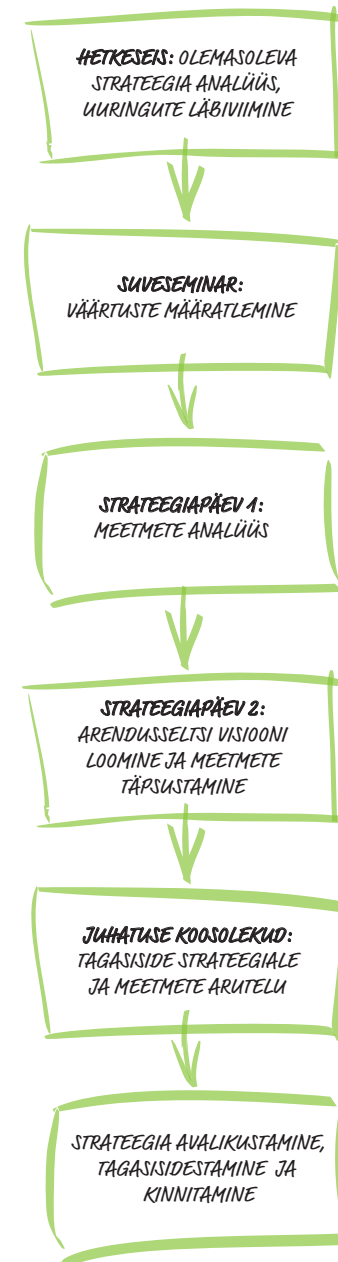 HETKESEIS: OLEMASOLEVA
STRATEEGIA ANALÜÜS,
UURINGUTE LÄBIVIIMINE
SUVESEMINAR:
VÄÄRTUSTE MÄÄRATLEMINE
STRATEEGIAPÄEV 1:
MEETMETE ANALÜÜS
STRATEEGIAPÄEV 2:
ARENDUSSELTSI VISIOONI
LOOMINE JA MEETMETE
TÄPSUSTAMINE
JUHATUSE KOOSOLEKUD:
TAGASISIDE STRATEEGIALE
JA MEETMETE ARUTELU
STRATEEGIA AVALIKUSTAMINE,
TAGASISIDESTAMINE JA
KINNITAMINE